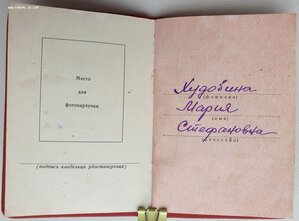 Место
для
фотокарточки
(подпись владельца удостоверения)
Худобина
(фамилия)
Мария
(имя)
Стефановна
(отчество)